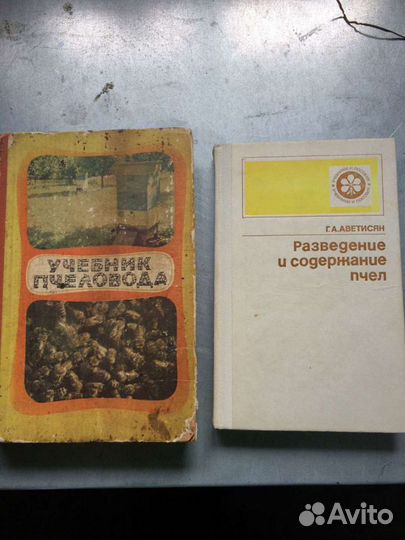 УЧЕБНИК
ПЧЕЛОВОДА
Г.А.АВЕТИСЯН
Разведение
и содержание
пчел
Avito